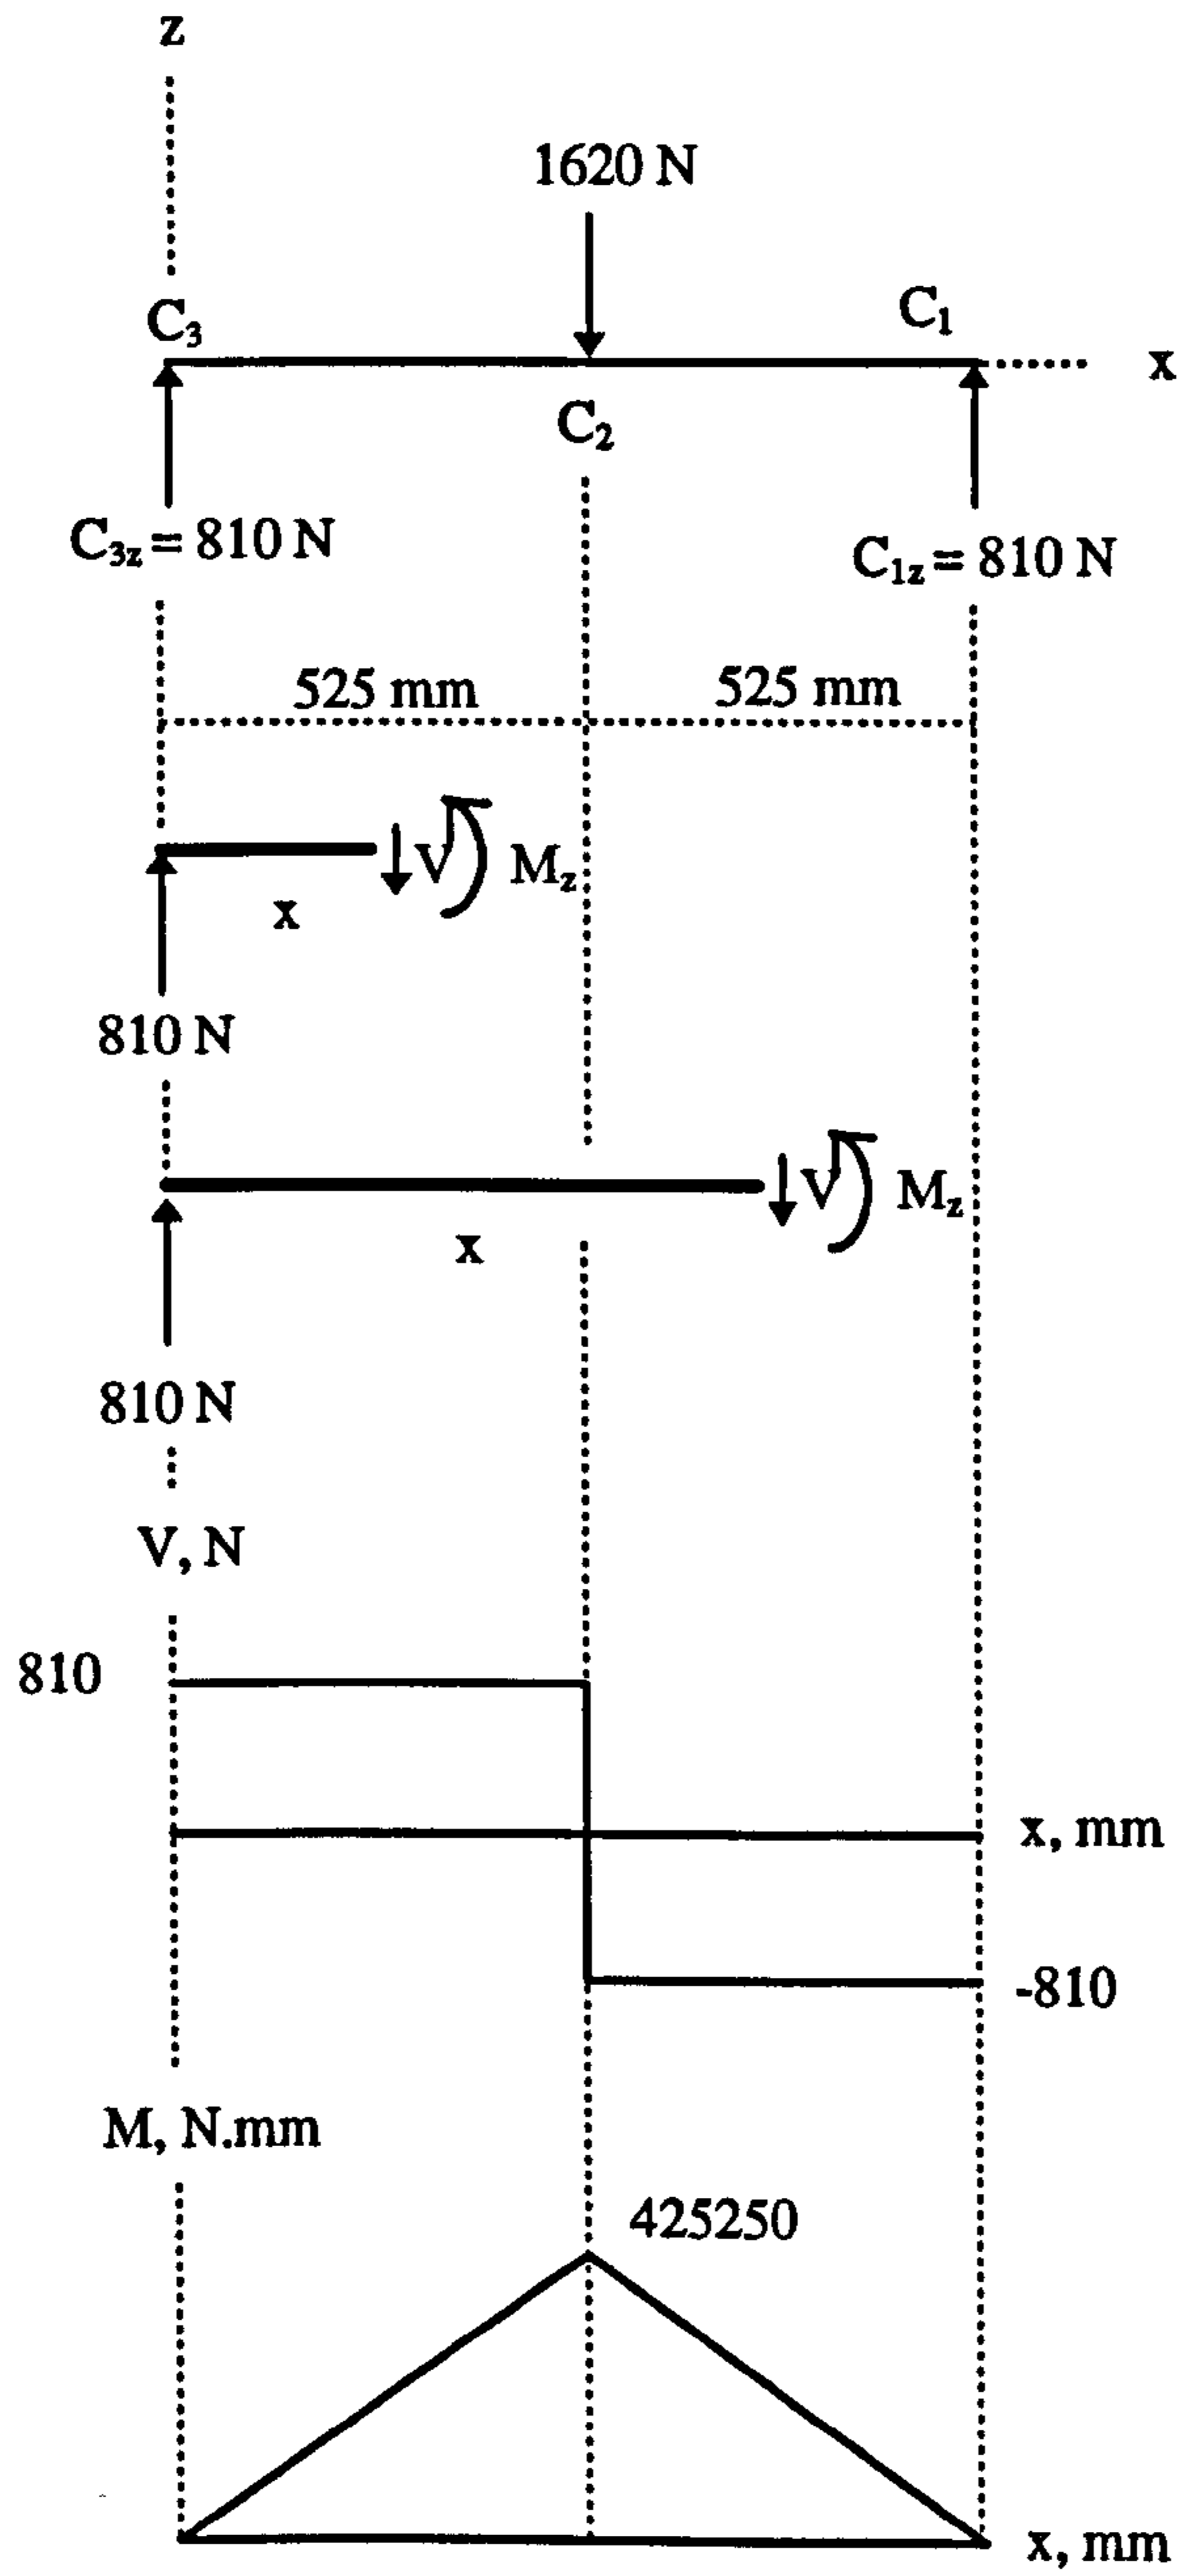 z
1620 N
C₃
C₁
x
C₂
C₃z = 810 N
C₁z = 810 N
525 mm
525 mm
V
Mz
x
810 N
V
Mz
x
810 N
V, N
810
x, mm
-810
M, N.mm
425250
x, mm